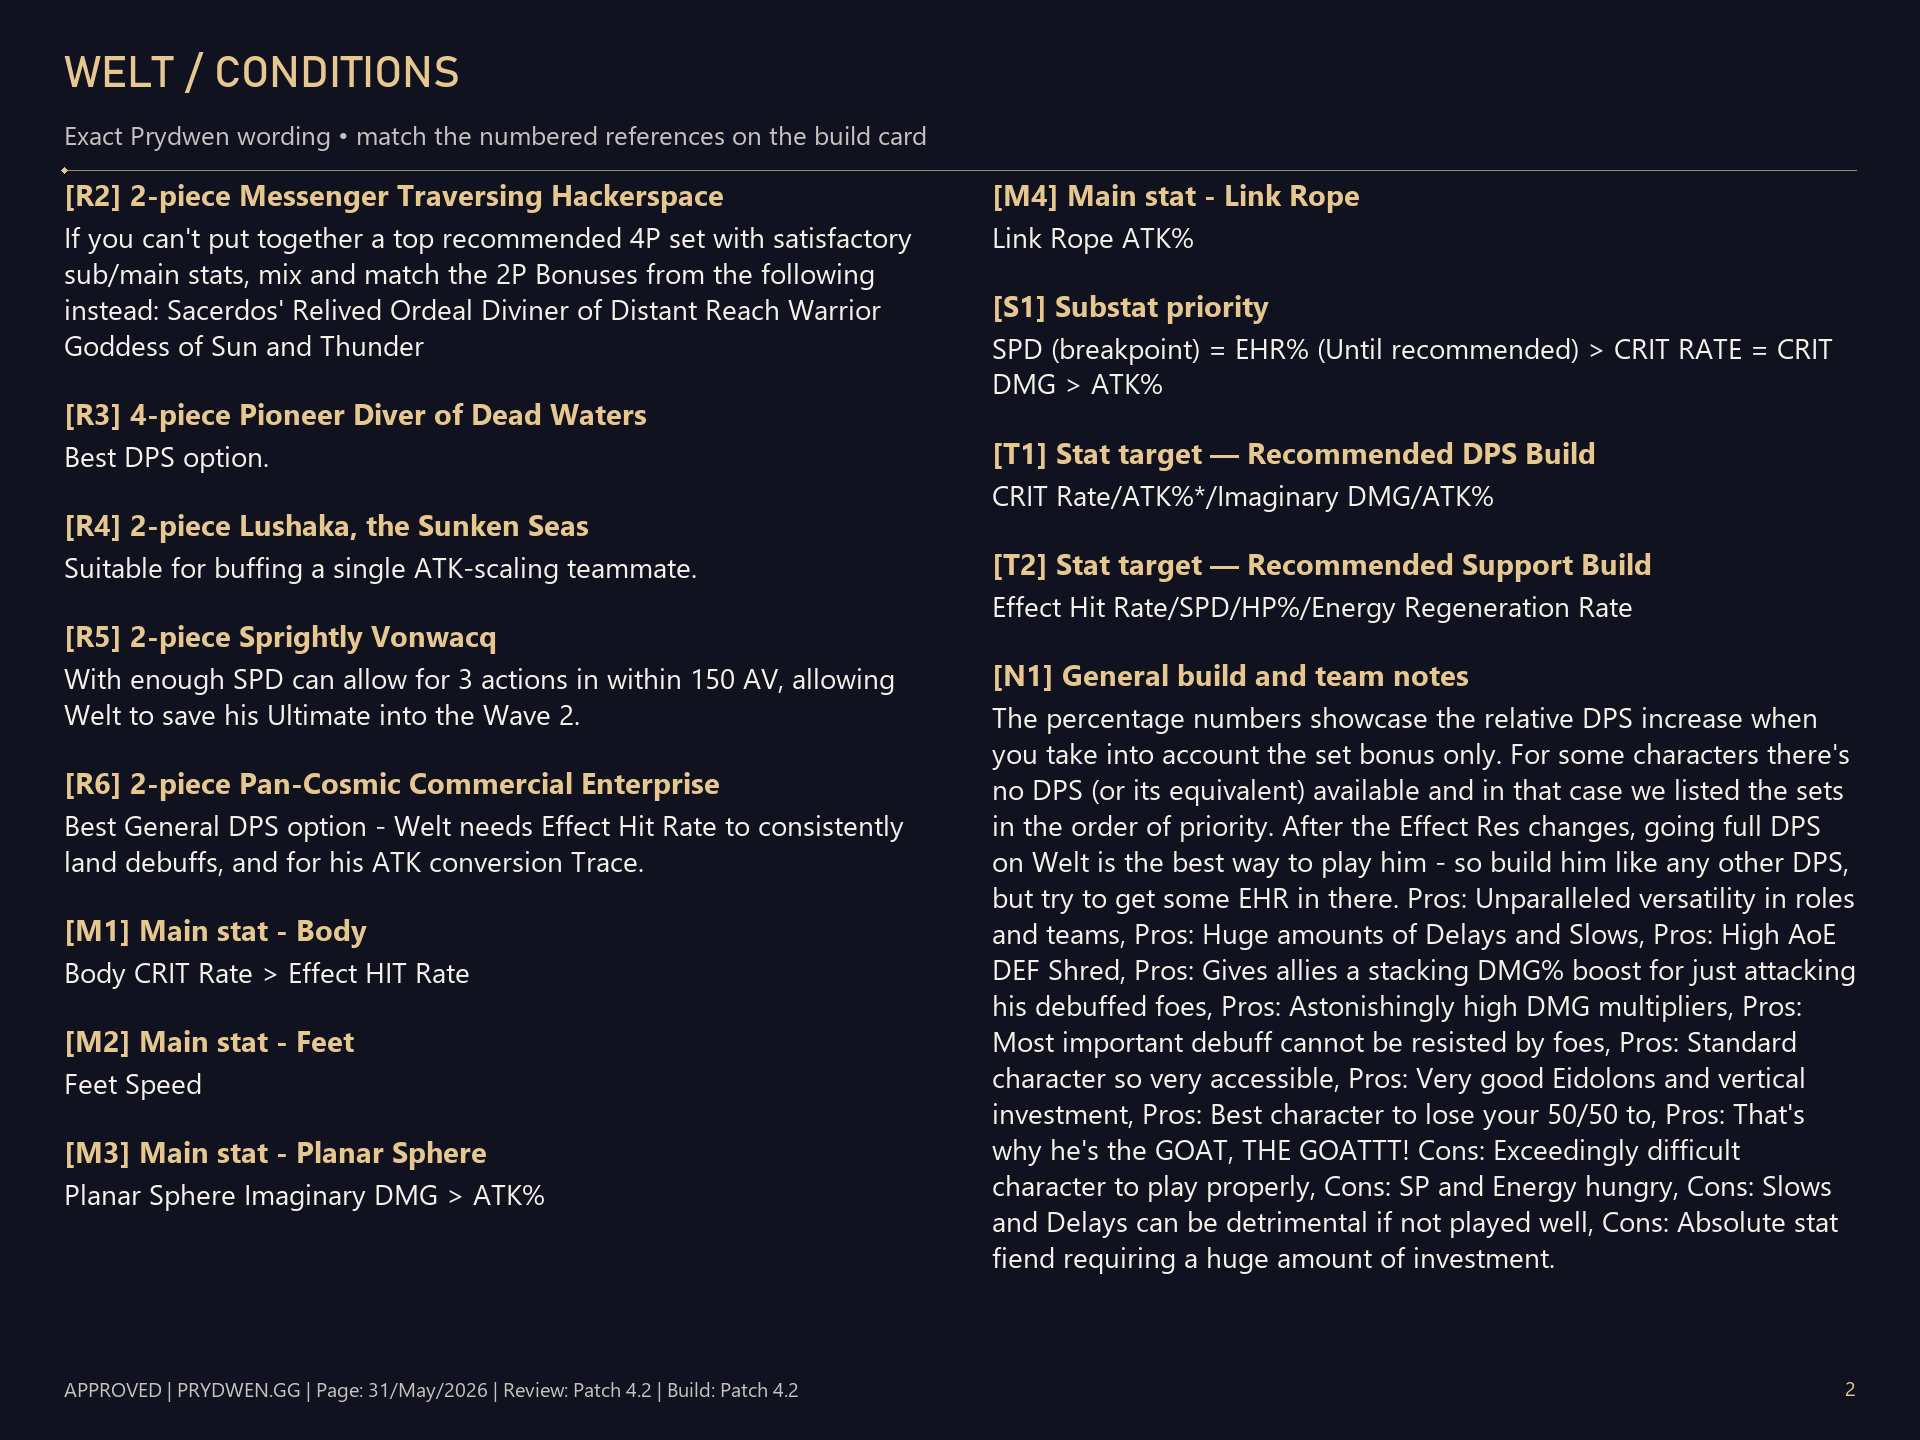 WELT / CONDITIONS
Exact Prydwen wording • match the numbered references on the build card
[R2] 2-piece Messenger Traversing Hackerspace
If you can't put together a top recommended 4P set with satisfactory
sub/main stats, mix and match the 2P Bonuses from the following
instead: Sacerdos' Relived Ordeal Diviner of Distant Reach Warrior
Goddess of Sun and Thunder
[R3] 4-piece Pioneer Diver of Dead Waters
Best DPS option.
[R4] 2-piece Lushaka, the Sunken Seas
Suitable for buffing a single ATK-scaling teammate.
[R5] 2-piece Sprightly Vonwacq
With enough SPD can allow for 3 actions in within 150 AV, allowing
Welt to save his Ultimate into the Wave 2.
[R6] 2-piece Pan-Cosmic Commercial Enterprise
Best General DPS option - Welt needs Effect Hit Rate to consistently
land debuffs, and for his ATK conversion Trace.
[M1] Main stat - Body
Body CRIT Rate > Effect HIT Rate
[M2] Main stat - Feet
Feet Speed
[M3] Main stat - Planar Sphere
Planar Sphere Imaginary DMG > ATK%
[M4] Main stat - Link Rope
Link Rope ATK%
[S1] Substat priority
SPD (breakpoint) = EHR% (Until recommended) > CRIT RATE = CRIT
DMG > ATK%
[T1] Stat target — Recommended DPS Build
CRIT Rate/ATK%*/Imaginary DMG/ATK%
[T2] Stat target — Recommended Support Build
Effect Hit Rate/SPD/HP%/Energy Regeneration Rate
[N1] General build and team notes
The percentage numbers showcase the relative DPS increase when
you take into account the set bonus only. For some characters there's
no DPS (or its equivalent) available and in that case we listed the sets
in the order of priority. After the Effect Res changes, going full DPS
on Welt is the best way to play him - so build him like any other DPS,
but try to get some EHR in there. Pros: Unparalleled versatility in roles
and teams, Pros: Huge amounts of Delays and Slows, Pros: High AoE
DEF Shred, Pros: Gives allies a stacking DMG% boost for just attacking
his debuffed foes, Pros: Astonishingly high DMG multipliers, Pros:
Most important debuff cannot be resisted by foes, Pros: Standard
character so very accessible, Pros: Very good Eidolons and vertical
investment, Pros: Best character to lose your 50/50 to, Pros: That's
why he's the GOAT, THE GOATTT! Cons: Exceedingly difficult
character to play properly, Cons: SP and Energy hungry, Cons: Slows
and Delays can be detrimental if not played well, Cons: Absolute stat
fiend requiring a huge amount of investment.
APPROVED | PRYDWEN.GG | Page: 31/May/2026 | Review: Patch 4.2 | Build: Patch 4.2
2